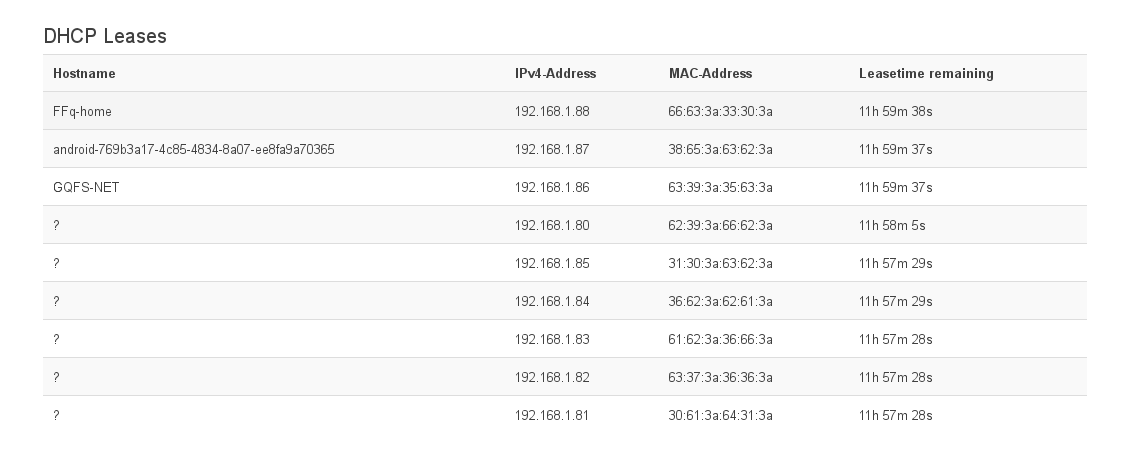 DHCP Leases
Hostname IPv4-Address MAC-Address Leasetime remaining
FFq-home 192.168.1.88 66:63:3a:33:30:3a 11h 59m 38s
android-769b3a17-4c85-4834-8a07-ee8fa9a70365 192.168.1.87 38:65:3a:63:62:3a 11h 59m 37s
GQFS-NET 192.168.1.86 63:39:3a:35:63:3a 11h 59m 37s
? 192.168.1.80 62:39:3a:66:62:3a 11h 58m 5s
? 192.168.1.85 31:30:3a:63:62:3a 11h 57m 29s
? 192.168.1.84 36:62:3a:62:61:3a 11h 57m 29s
? 192.168.1.83 61:62:3a:36:66:3a 11h 57m 28s
? 192.168.1.82 63:37:3a:36:36:3a 11h 57m 28s
? 192.168.1.81 30:61:3a:64:31:3a 11h 57m 28s